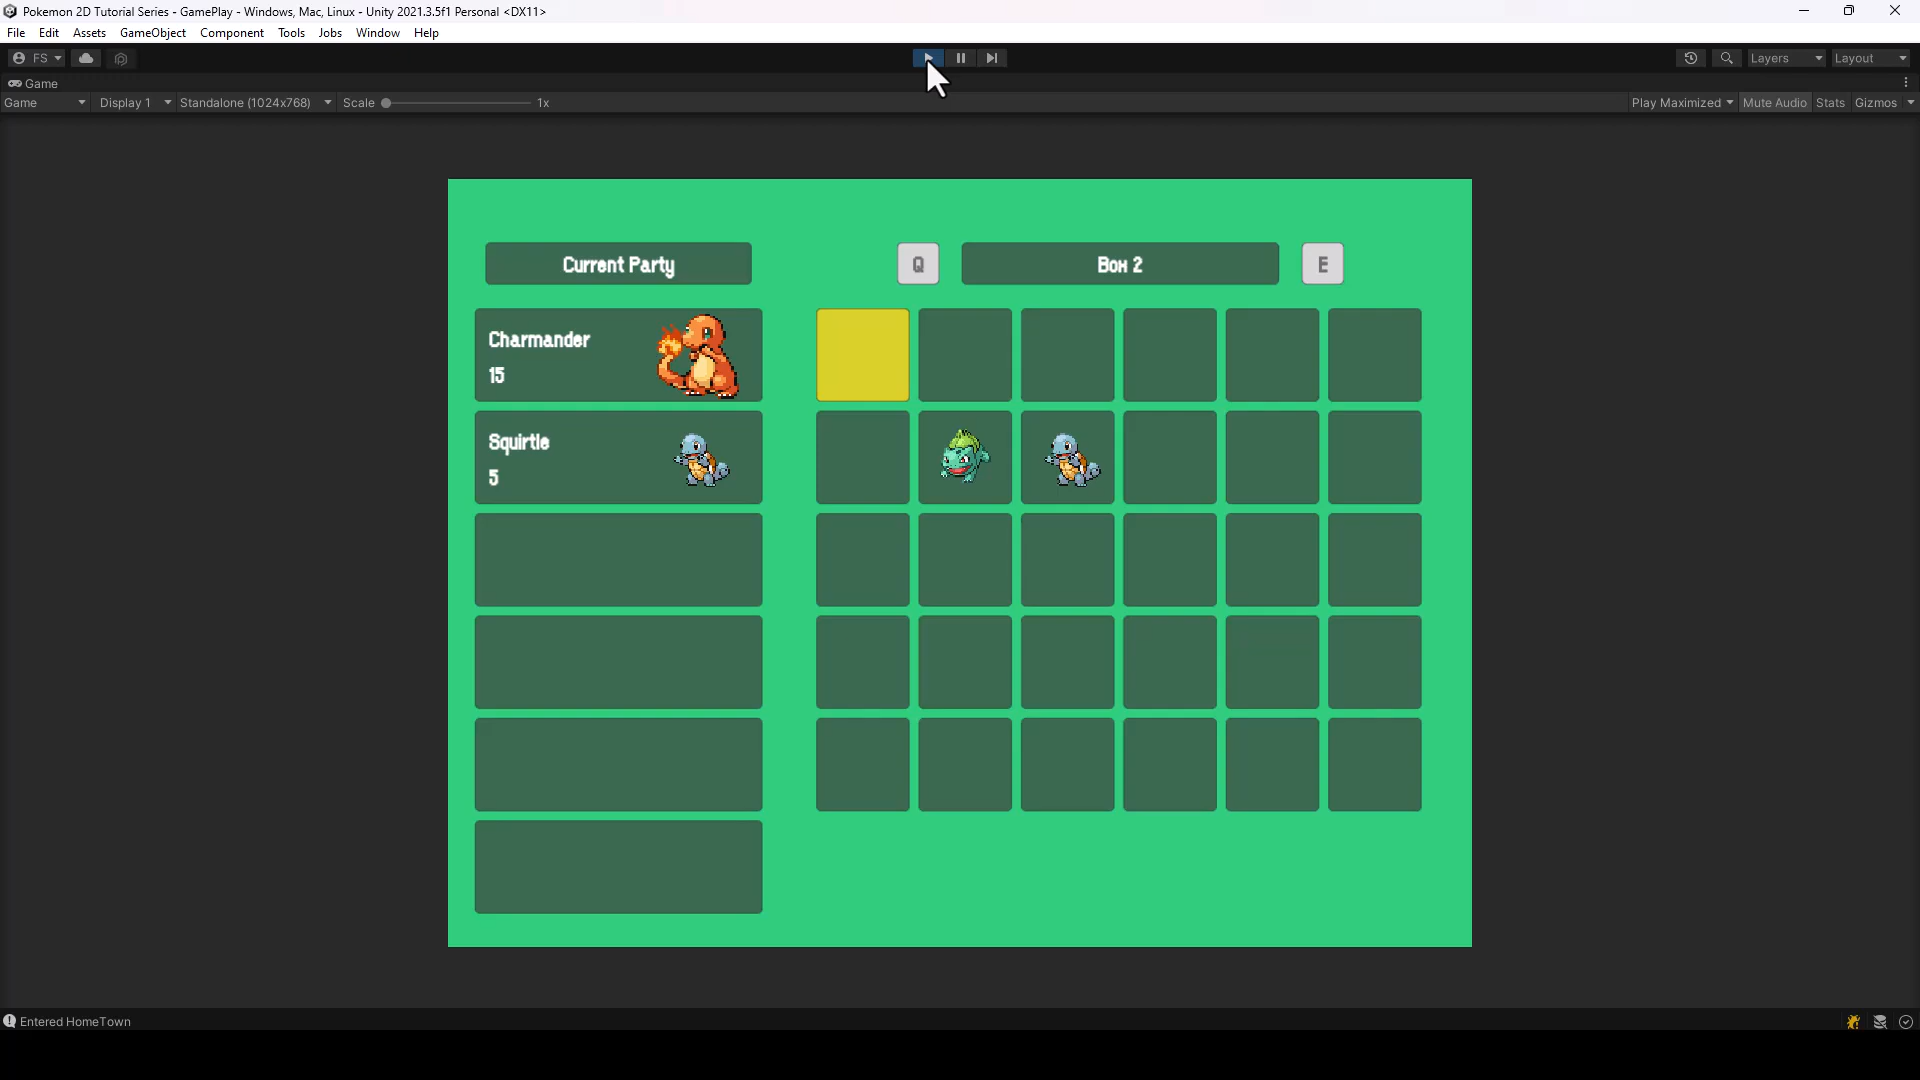 Pokemon 2D Tutorial Series - GamePlay - Windows, Mac, Linux - Unity 2021.3.5f1 Personal <DX11>
File Edit Assets GameObject Component Tools Jobs Window Help
FS Layers Layout
Game
Game Display 1 Standalone (1024x768) Scale 1x Play Maximized Mute Audio Stats Gizmos
Current Party Q Box 2 E
Charmander
15
Squirtle
5
Entered HomeTown